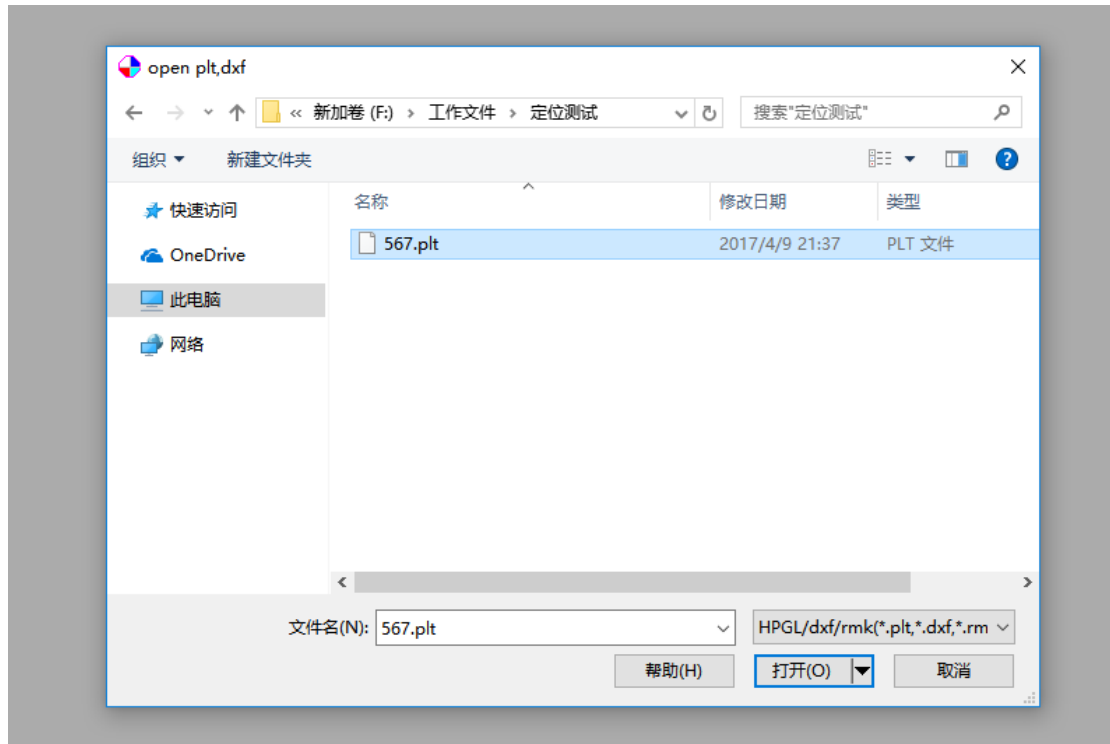 open plt,dxf
« 新加卷 (F:) › 工作文件 › 定位测试
搜索"定位测试"
组织 新建文件夹
快速访问
OneDrive
此电脑
网络
名称 修改日期 类型
567.plt 2017/4/9 21:37 PLT 文件
文件名(N): 567.plt HPGL/dxf/rmk(*.plt,*.dxf,*.rm
帮助(H) 打开(O) 取消